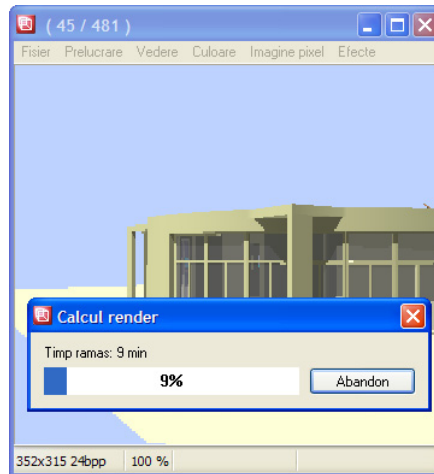 ( 45 / 481 )
Fisier Prelucrare Vedere Culoare Imagine pixel Efecte
Calcul render
Timp ramas: 9 min
9%
Abandon
352x315 24bpp 100 %